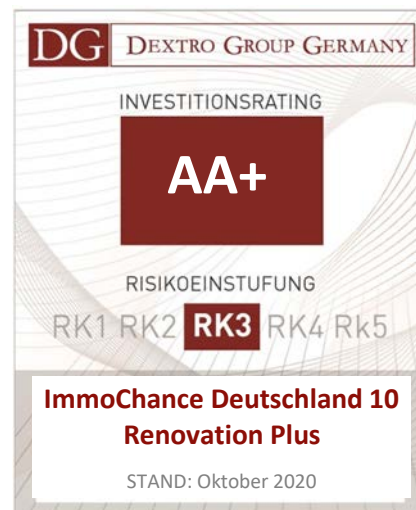 DG DEXTRO GROUP GERMANY
INVESTITIONSRATING
AA+
RISIKOEINSTUFUNG
RK1 RK2 RK3 RK4 Rk5
ImmoChance Deutschland 10
Renovation Plus
STAND: Oktober 2020